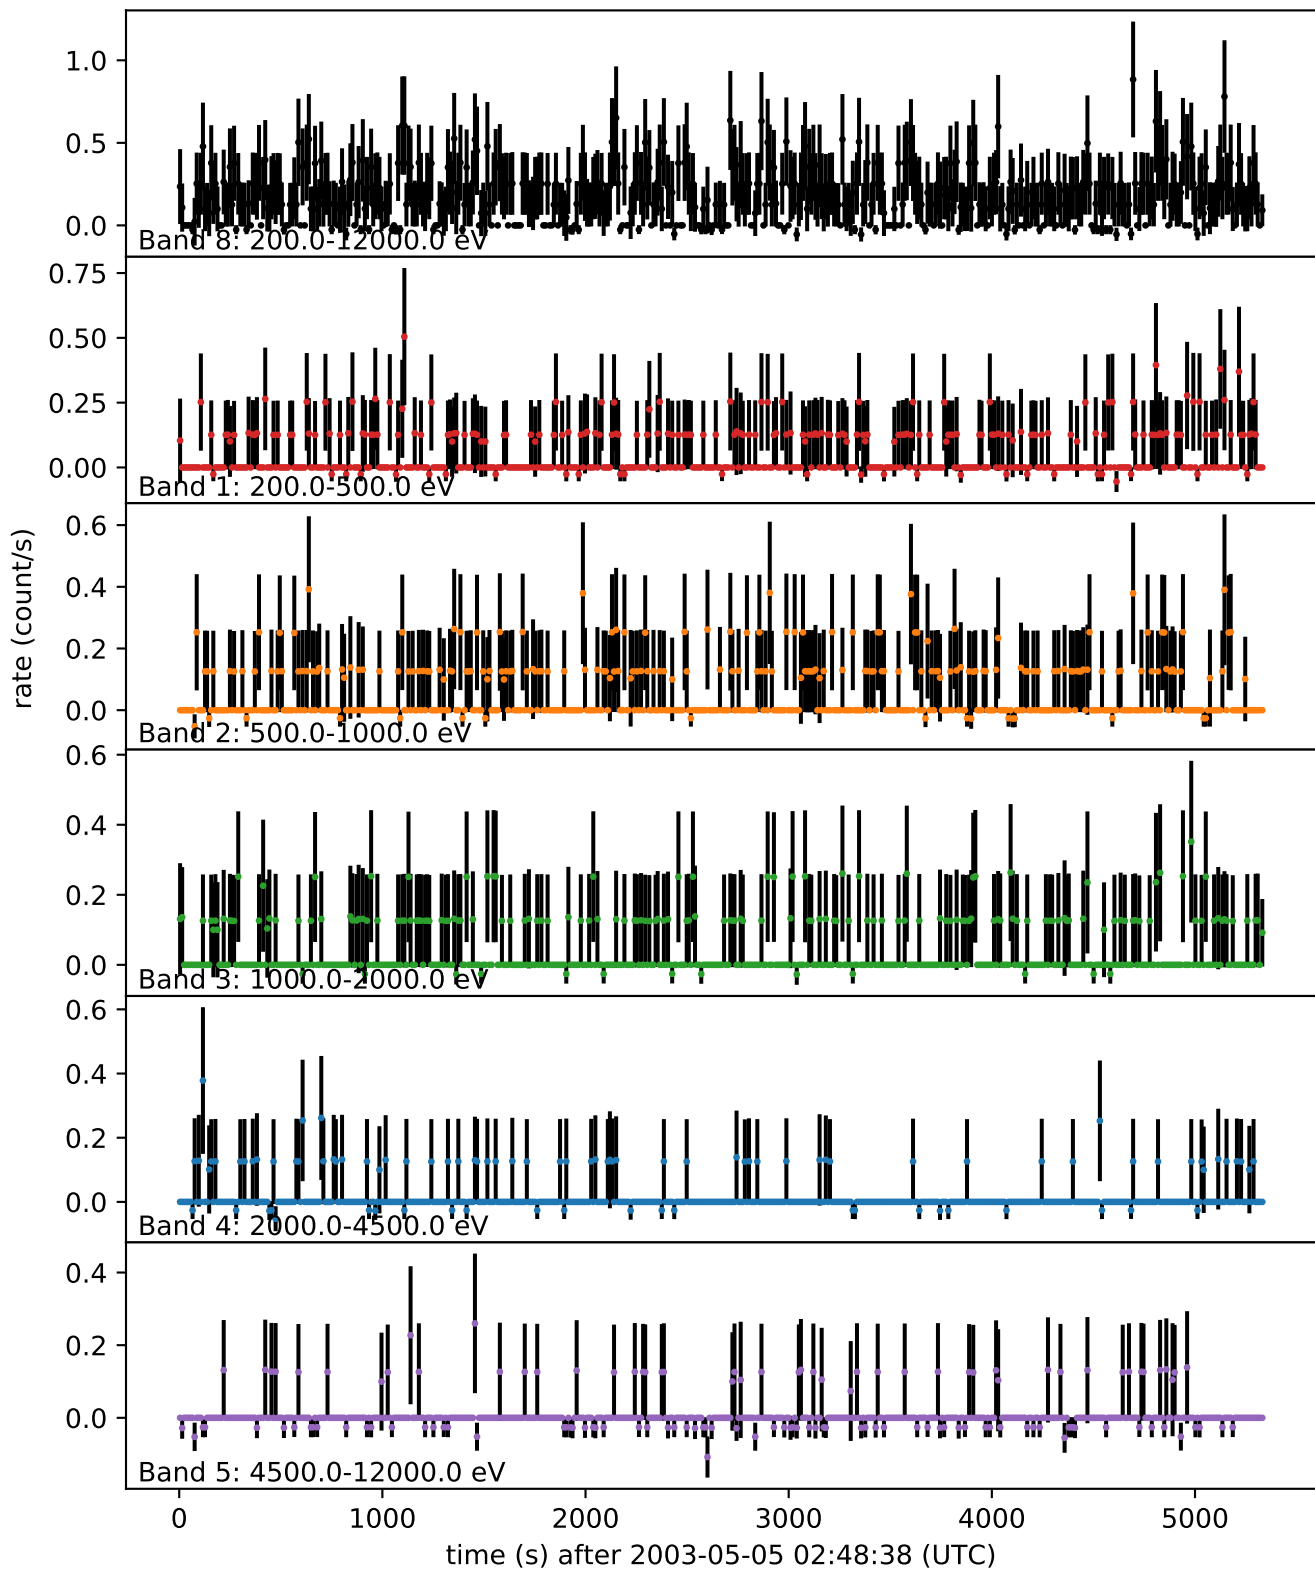 1.0
0.5
0.0
Band 8: 200.0-12000.0 eV
0.75
0.50
0.25
0.00
Band 1: 200.0-500.0 eV
0.6
0.4
0.2
0.0
Band 2: 500.0-1000.0 eV
rate (count/s)
0.6
0.4
0.2
0.0
Band 3: 1000.0-2000.0 eV
0.6
0.4
0.2
0.0
Band 4: 2000.0-4500.0 eV
0.4
0.2
0.0
Band 5: 4500.0-12000.0 eV
0 1000 2000 3000 4000 5000
time (s) after 2003-05-05 02:48:38 (UTC)